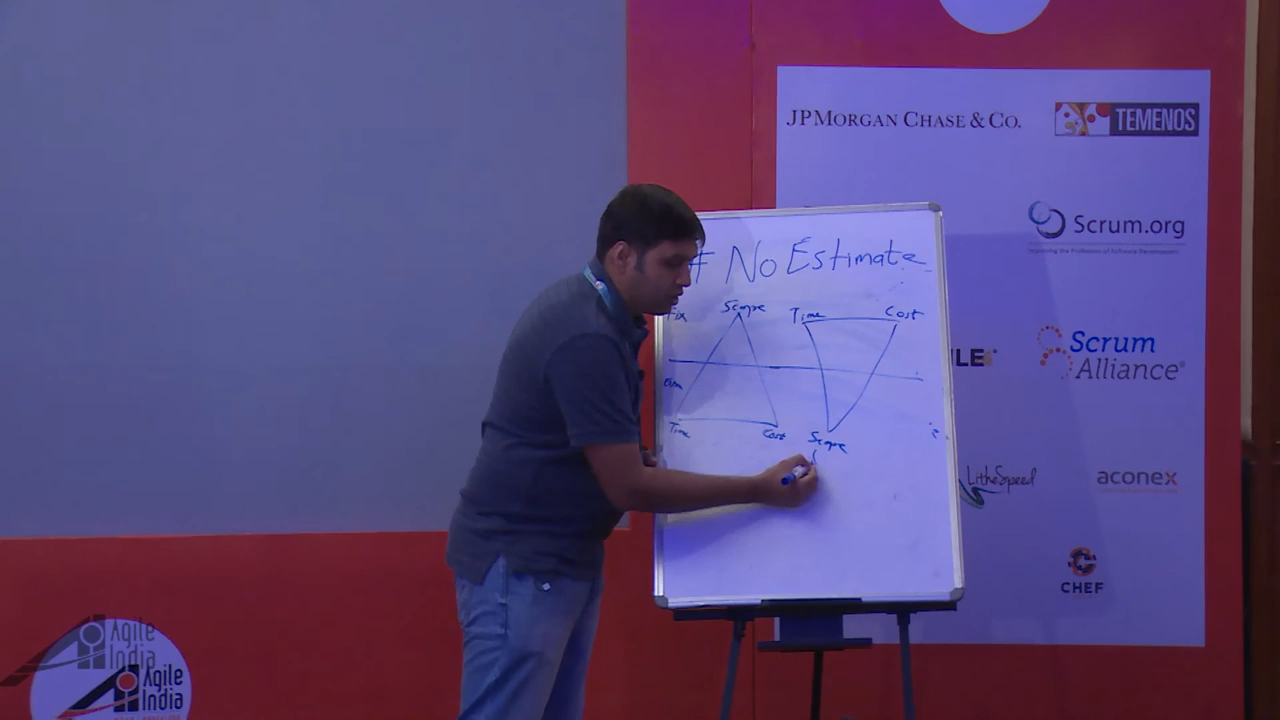 JPMORGAN CHASE & CO.
TEMENOS
Scrum.org
Scrum
Alliance®
LitheSpeed
aconex
CHEF
# No Estimate
Fix
Scope
Time
Cost
Time
Cost
Scope
Agile
India
Agile
India